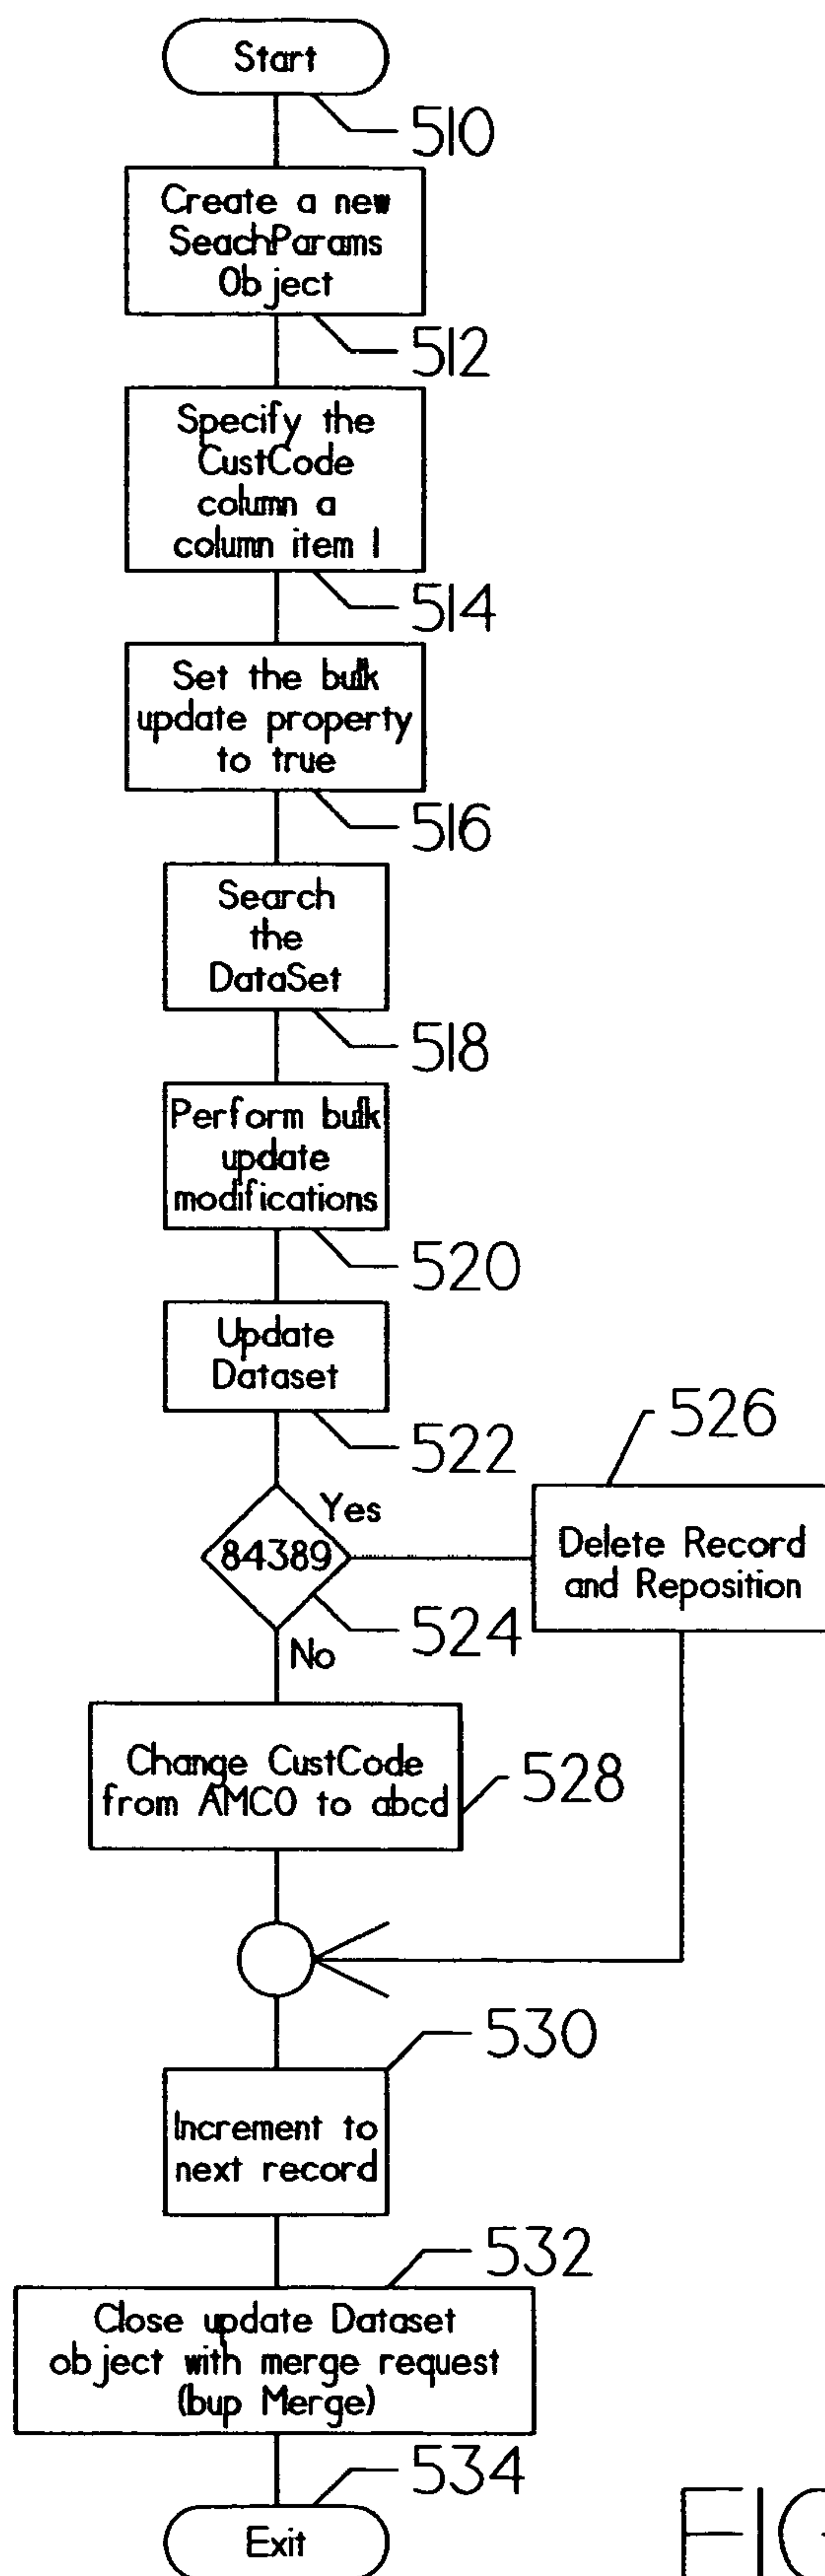 Start
510
Create a new
SeachParams
Object
512
Specify the
CustCode
column a
column item 1
514
Set the bulk
update property
to true
516
Search
the
DataSet
518
Perform bulk
update
modifications
520
Update
Dataset
522
526
Yes
84389
Delete Record
and Reposition
524
No
Change CustCode
from AMCO to abcd
528
530
Increment to
next record
532
Close update Dataset
object with merge request
(bup Merge)
534
Exit